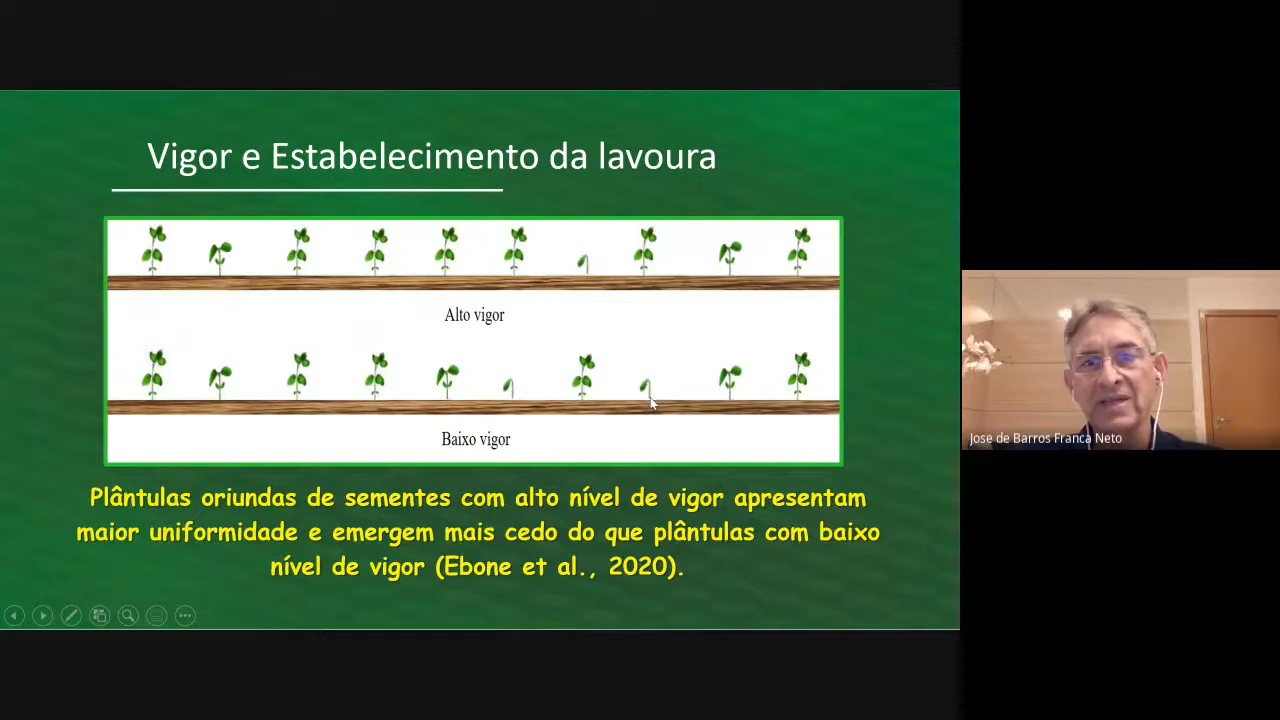 Vigor e Estabelecimento da lavoura
Alto vigor
Baixo vigor
Plântulas oriundas de sementes com alto nível de vigor apresentam
maior uniformidade e emergem mais cedo do que plântulas com baixo
nível de vigor (Ebone et al., 2020).
Jose de Barros Franca Neto